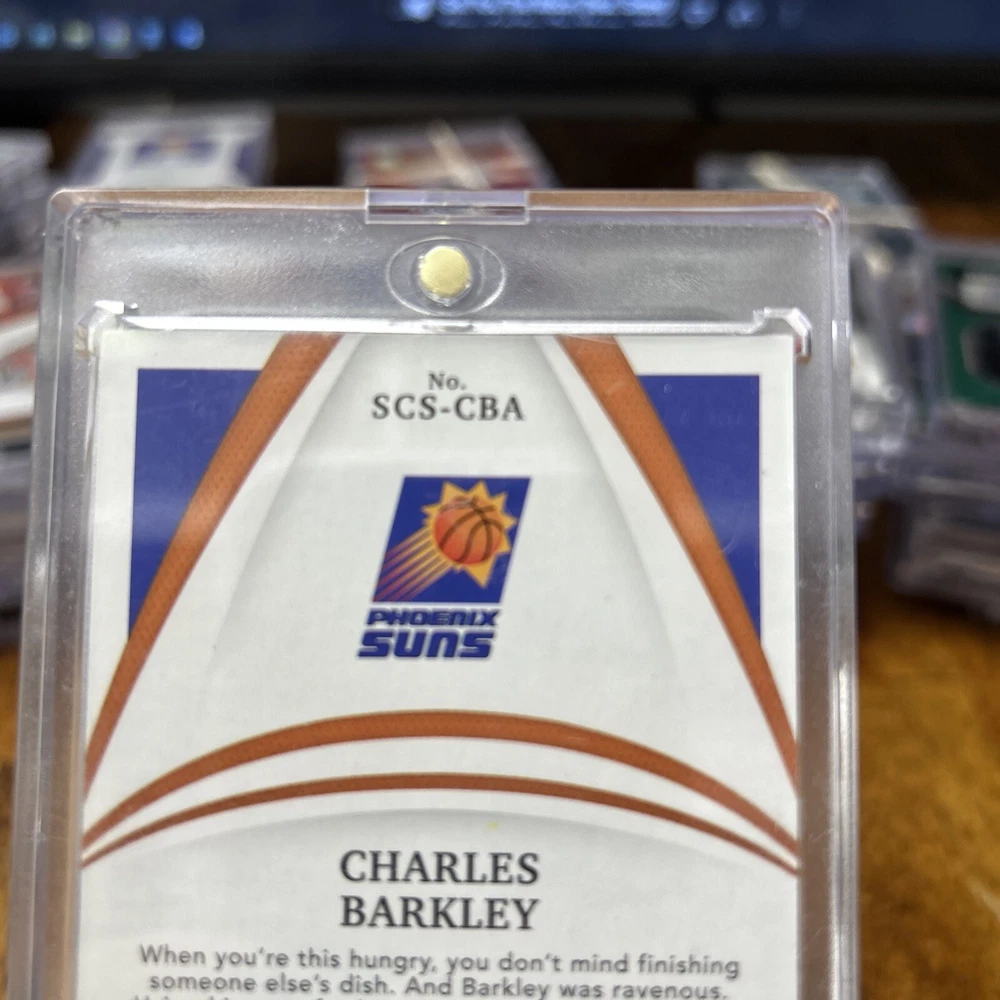 No.
SCS-CBA
PHOENIX
SUNS
CHARLES
BARKLEY
When you're this hungry, you don't mind finishing
someone else's dish. And Barkley was ravenous.